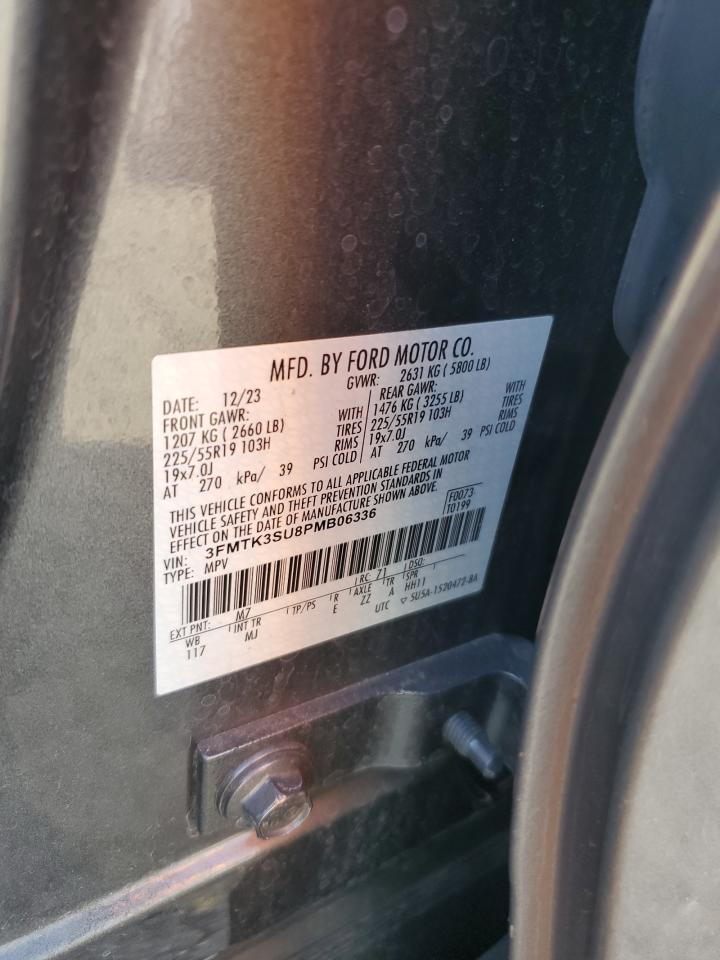 MFD. BY FORD MOTOR CO.
DATE: 12/23 GVWR: 2631 KG ( 5800 LB)
FRONT GAWR: REAR GAWR:
1207 KG ( 2660 LB) WITH 1476 KG ( 3255 LB) WITH
225/55R19 103H TIRES 225/55R19 103H TIRES
19x7.0J RIMS 19x7.0J RIMS
AT 270 kPa/ 39 PSI COLD AT 270 kPa/ 39 PSI COLD
THIS VEHICLE CONFORMS TO ALL APPLICABLE FEDERAL MOTOR
VEHICLE SAFETY AND THEFT PREVENTION STANDARDS IN
EFFECT ON THE DATE OF MANUFACTURE SHOWN ABOVE.
F0073
T0199
VIN: 3FMTK3SU8PMB06336
TYPE: MPV
EXT PNT: M7 RC: 71 DSO:
WB INT TR TP/PS R AXLE TR SPR
117 MJ E ZZ A HH11
UTC 5U5A-1520472-BA